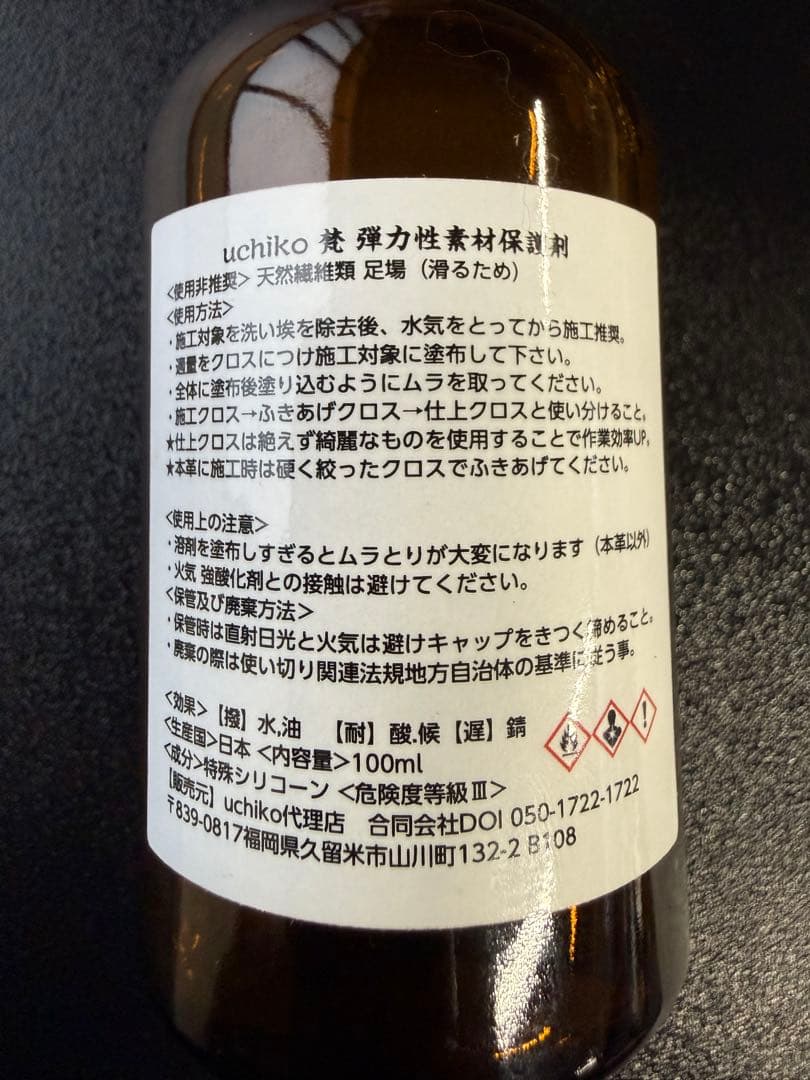 uchiko 梵 弾力性素材保護剤
<使用非推奨> 天然繊維類 足場（滑るため）
<使用方法>
・施工対象を洗い埃を除去後、水気をとってから施工推奨。
・適量をクロスにつけ施工対象に塗布して下さい。
・全体に塗布後塗り込むようにムラを取ってください。
・施工クロス→ふきあげクロス→仕上クロスと使い分けること。
★仕上クロスは絶えず綺麗なものを使用することで作業効率UP。
★本革に施工時は硬く絞ったクロスでふきあげてください。
<使用上の注意>
・溶剤を塗布しすぎるとムラとりが大変になります（本革以外）
・火気 強酸化剤との接触は避けてください。
<保管及び廃棄方法>
・保管時は直射日光と火気は避けキャップをきつく締めること。
・廃棄の際は使い切り関連法規地方自治体の基準に従う事。
<効果>【撥】水,油 【耐】酸.候【遅】錆
<生産国>日本 <内容量>100ml
<成分>特殊シリコーン <危険度等級Ⅲ>
【販売元】uchiko代理店 合同会社DOI 050-1722-1722
〒839-0817福岡県久留米市山川町132-2 B108